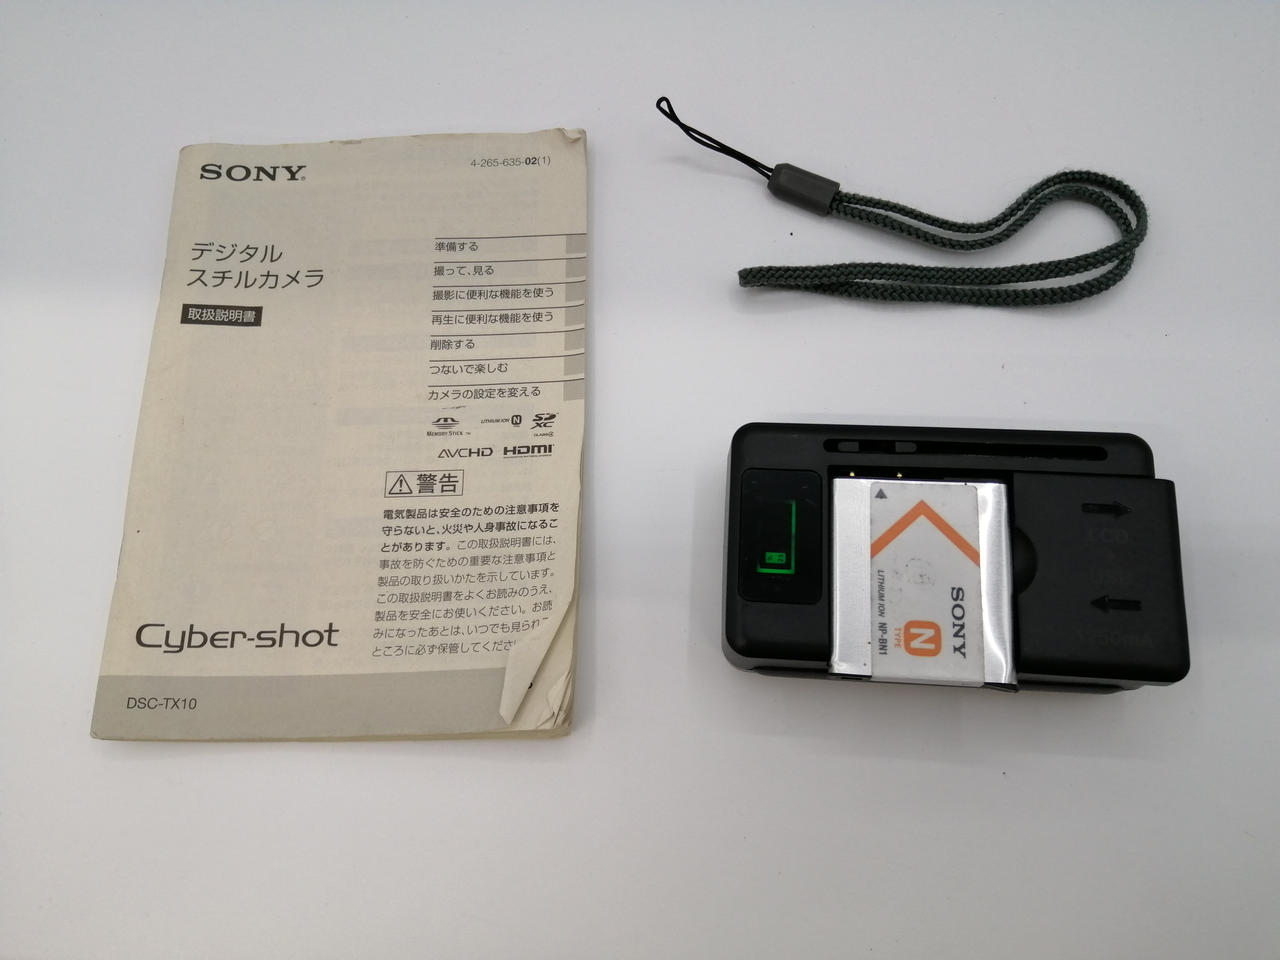 SONY
4-265-635-02(1)
デジタル
スチルカメラ
取扱説明書
準備する
撮って、見る
撮影に便利な機能を使う
再生に便利な機能を使う
削除する
つないで楽しむ
カメラの設定を変える
MEMORY STICK™
LITHIUM ION N
SD XC
CLASS4
AVCHD HDMI
警告
電気製品は安全のための注意事項を
守らないと、火災や人身事故になるこ
とがあります。この取扱説明書には、
事故を防ぐための重要な注意事項と
製品の取り扱いかたを示しています。
この取扱説明書をよくお読みのうえ、
製品を安全にお使いください。お読
みになったあとは、いつでも見られ
ところに必ず保管してくださ
Cyber-shot
DSC-TX10
SONY
TYPE N
LITHIUM ION NP-BN1
LCD